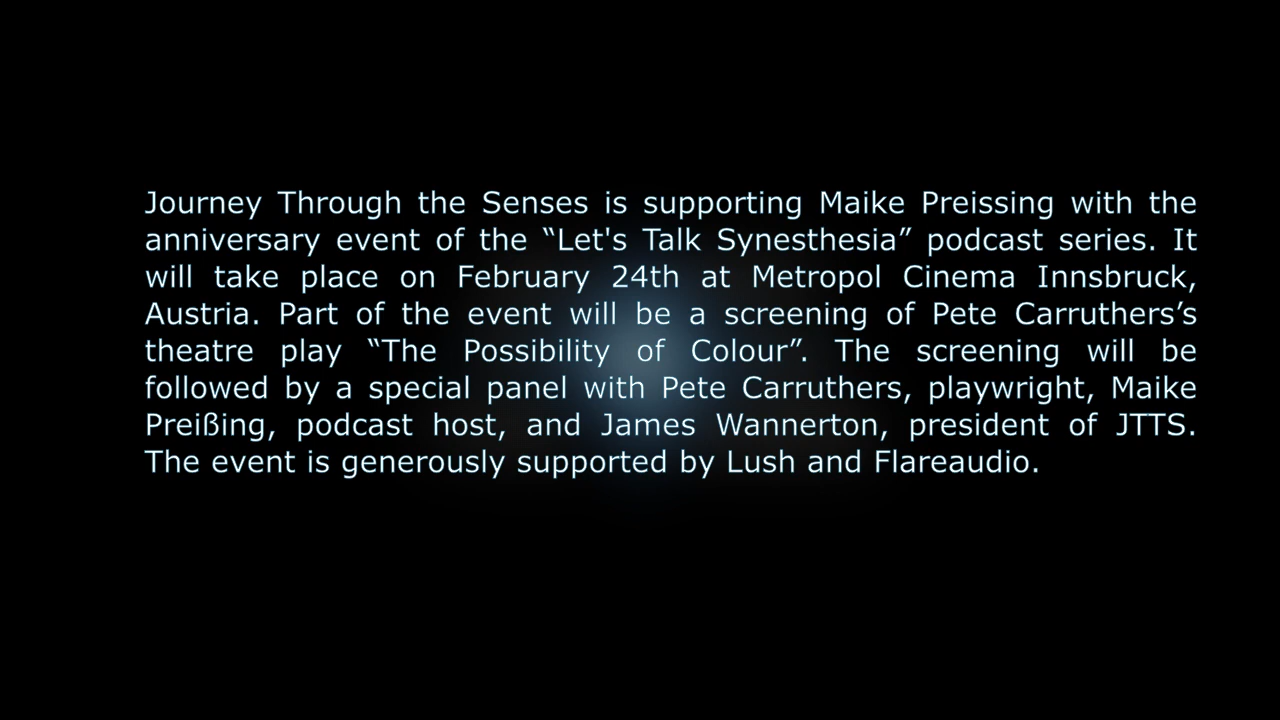 Journey Through the Senses is supporting Maike Preissing with the
anniversary event of the “Let's Talk Synesthesia” podcast series. It
will take place on February 24th at Metropol Cinema Innsbruck,
Austria. Part of the event will be a screening of Pete Carruthers’s
theatre play “The Possibility of Colour”. The screening will be
followed by a special panel with Pete Carruthers, playwright, Maike
Preißing, podcast host, and James Wannerton, president of JTTS.
The event is generously supported by Lush and Flareaudio.